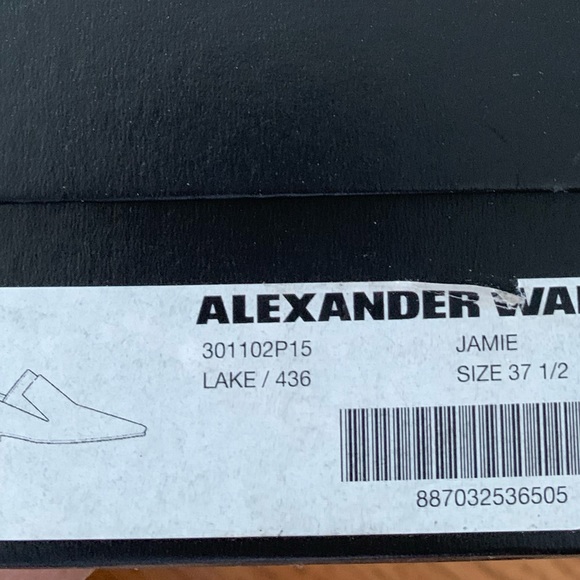 ALEXANDER WA
301102P15 JAMIE
LAKE / 436 SIZE 37 1/2
887032536505